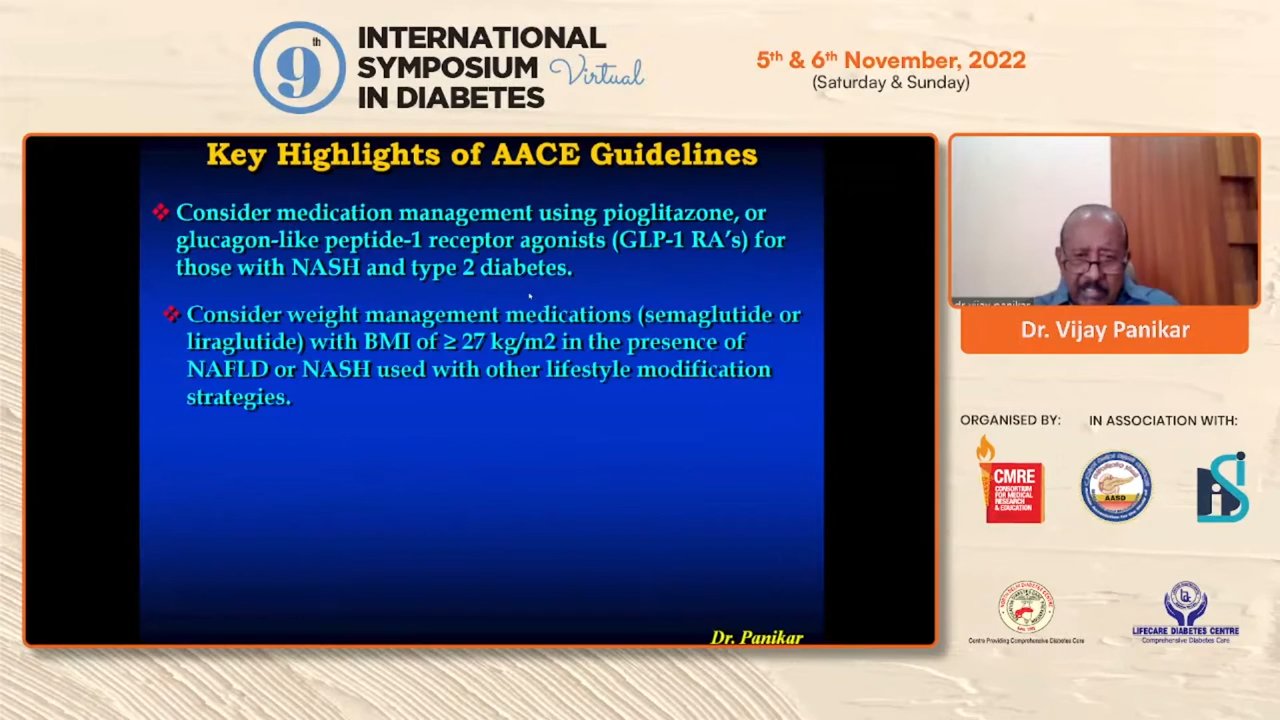 9th
INTERNATIONAL
SYMPOSIUM Virtual
IN DIABETES
5th & 6th November, 2022
(Saturday & Sunday)
Key Highlights of AACE Guidelines
❖ Consider medication management using pioglitazone, or
glucagon-like peptide-1 receptor agonists (GLP-1 RA's) for
those with NASH and type 2 diabetes.
❖ Consider weight management medications (semaglutide or
liraglutide) with BMI of ≥ 27 kg/m2 in the presence of
NAFLD or NASH used with other lifestyle modification
strategies.
Dr. Panikar
dr vijay panikar
Dr. Vijay Panikar
ORGANISED BY:
IN ASSOCIATION WITH:
CMRE
CONSORTIUM
FOR MEDICAL
RESEARCH
& EDUCATION
AASD
Centre Providing Comprehensive Diabetes Care
LIFECARE DIABETES CENTRE
Comprehensive Diabetes Care